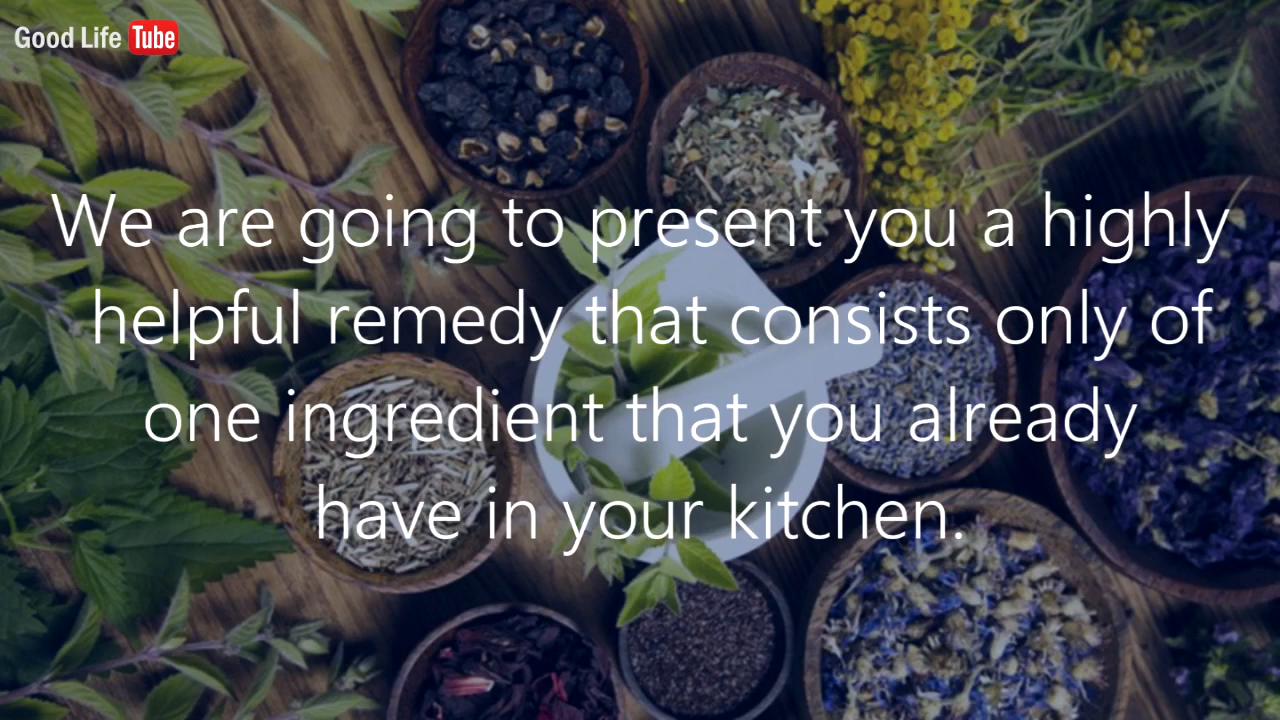 Good Life Tube
We are going to present you a highly
helpful remedy that consists only of
one ingredient that you already
have in your kitchen.